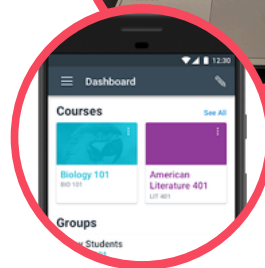 12:30
Dashboard
Courses
See All
Biology 101
BIO 101
American
Literature 401
LIT 401
Groups
Students